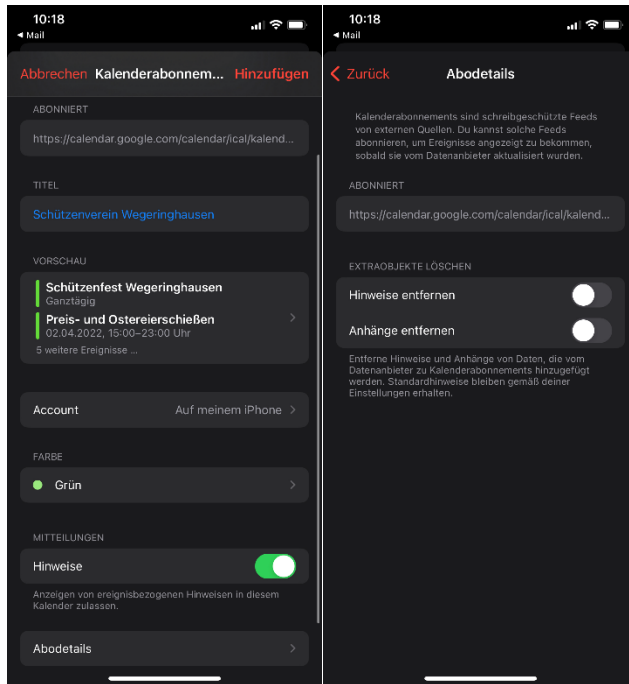 10:18
◀ Mail
Abbrechen Kalenderabonnem... Hinzufügen
ABONNIERT
https://calendar.google.com/calendar/ical/kalend...
TITEL
Schützenverein Wegeringhausen
VORSCHAU
Schützenfest Wegeringhausen
Ganztägig
Preis- und Ostereierschießen
02.04.2022, 15:00–23:00 Uhr
5 weitere Ereignisse ...
Account Auf meinem iPhone
FARBE
Grün
MITTEILUNGEN
Hinweise
Anzeigen von ereignisbezogenen Hinweisen in diesem
Kalender zulassen.
Abodetails
10:18
◀ Mail
Zurück Abodetails
Kalenderabonnements sind schreibgeschützte Feeds
von externen Quellen. Du kannst solche Feeds
abonnieren, um Ereignisse angezeigt zu bekommen,
sobald sie vom Datenanbieter aktualisiert wurden.
ABONNIERT
https://calendar.google.com/calendar/ical/kalend...
EXTRAOBJEKTE LÖSCHEN
Hinweise entfernen
Anhänge entfernen
Entferne Hinweise und Anhänge von Daten, die vom
Datenanbieter zu Kalenderabonnements hinzugefügt
werden. Standardhinweise bleiben gemäß deiner
Einstellungen erhalten.